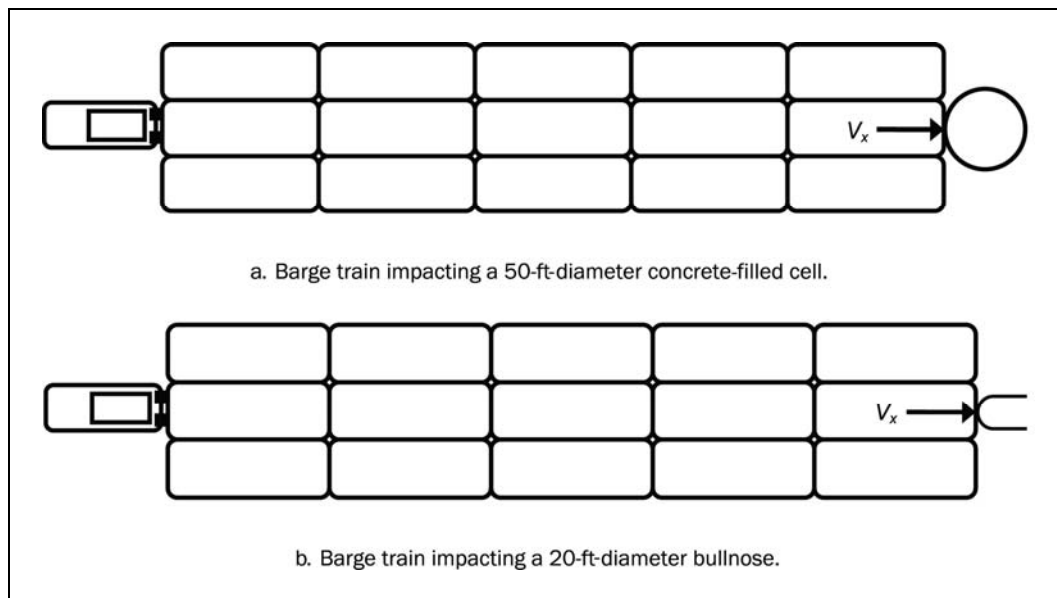 Vx
a. Barge train impacting a 50-ft-diameter concrete-filled cell.
Vx
b. Barge train impacting a 20-ft-diameter bullnose.